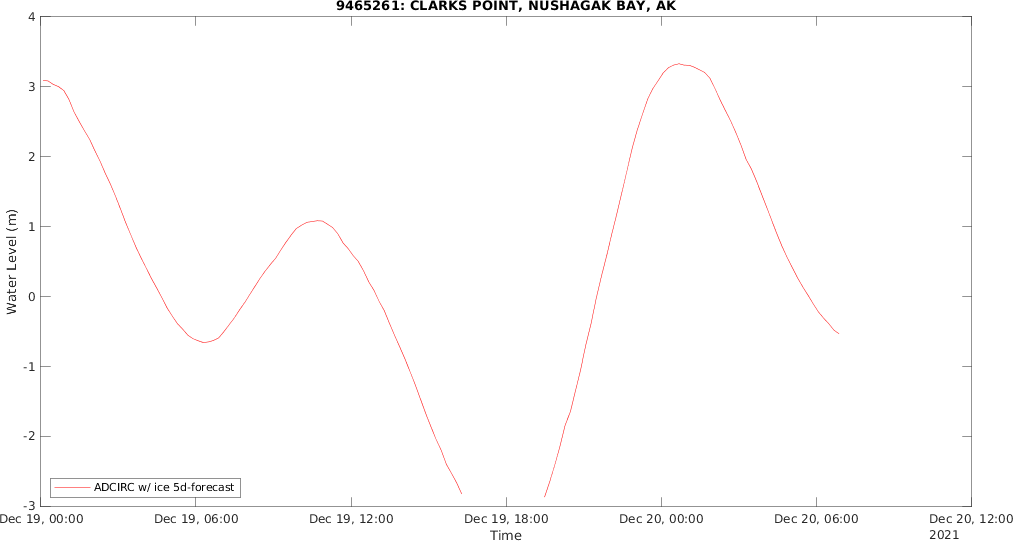 9465261: CLARKS POINT, NUSHAGAK BAY, AK
Water Level (m)
4
3
2
1
0
-1
-2
-3
ADCIRC w/ ice 5d-forecast
Dec 19, 00:00
Dec 19, 06:00
Dec 19, 12:00
Dec 19, 18:00
Dec 20, 00:00
Dec 20, 06:00
Dec 20, 12:00
2021
Time